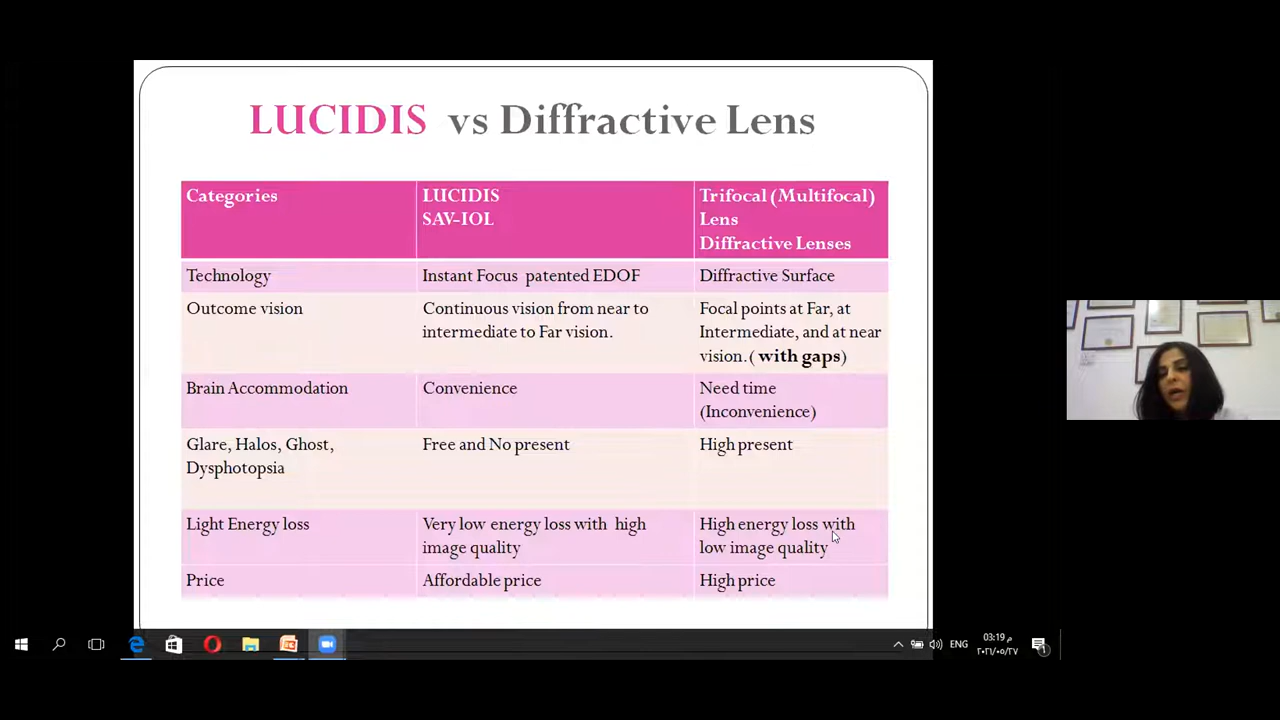 LUCIDIS vs Diffractive Lens
Categories
LUCIDIS
SAV-IOL
Trifocal (Multifocal)
Lens
Diffractive Lenses
Technology
Instant Focus patented EDOF
Diffractive Surface
Outcome vision
Continuous vision from near to
intermediate to Far vision.
Focal points at Far, at
Intermediate, and at near
vision. ( with gaps)
Brain Accommodation
Convenience
Need time
(Inconvenience)
Glare, Halos, Ghost,
Dysphotopsia
Free and No present
High present
Light Energy loss
Very low energy loss with high
image quality
High energy loss with
low image quality
Price
Affordable price
High price
ENG
03:19 م
٢٠٢١/٠٥/٢٧
1